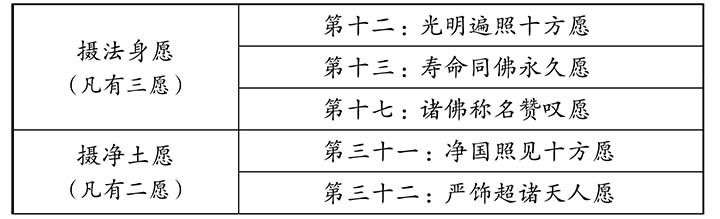 摄法身愿
（凡有三愿）
第十二：光明遍照十方愿
第十三：寿命同佛永久愿
第十七：诸佛称名赞叹愿
摄净土愿
（凡有二愿）
第三十一：净国照见十方愿
第三十二：严饰超诸天人愿